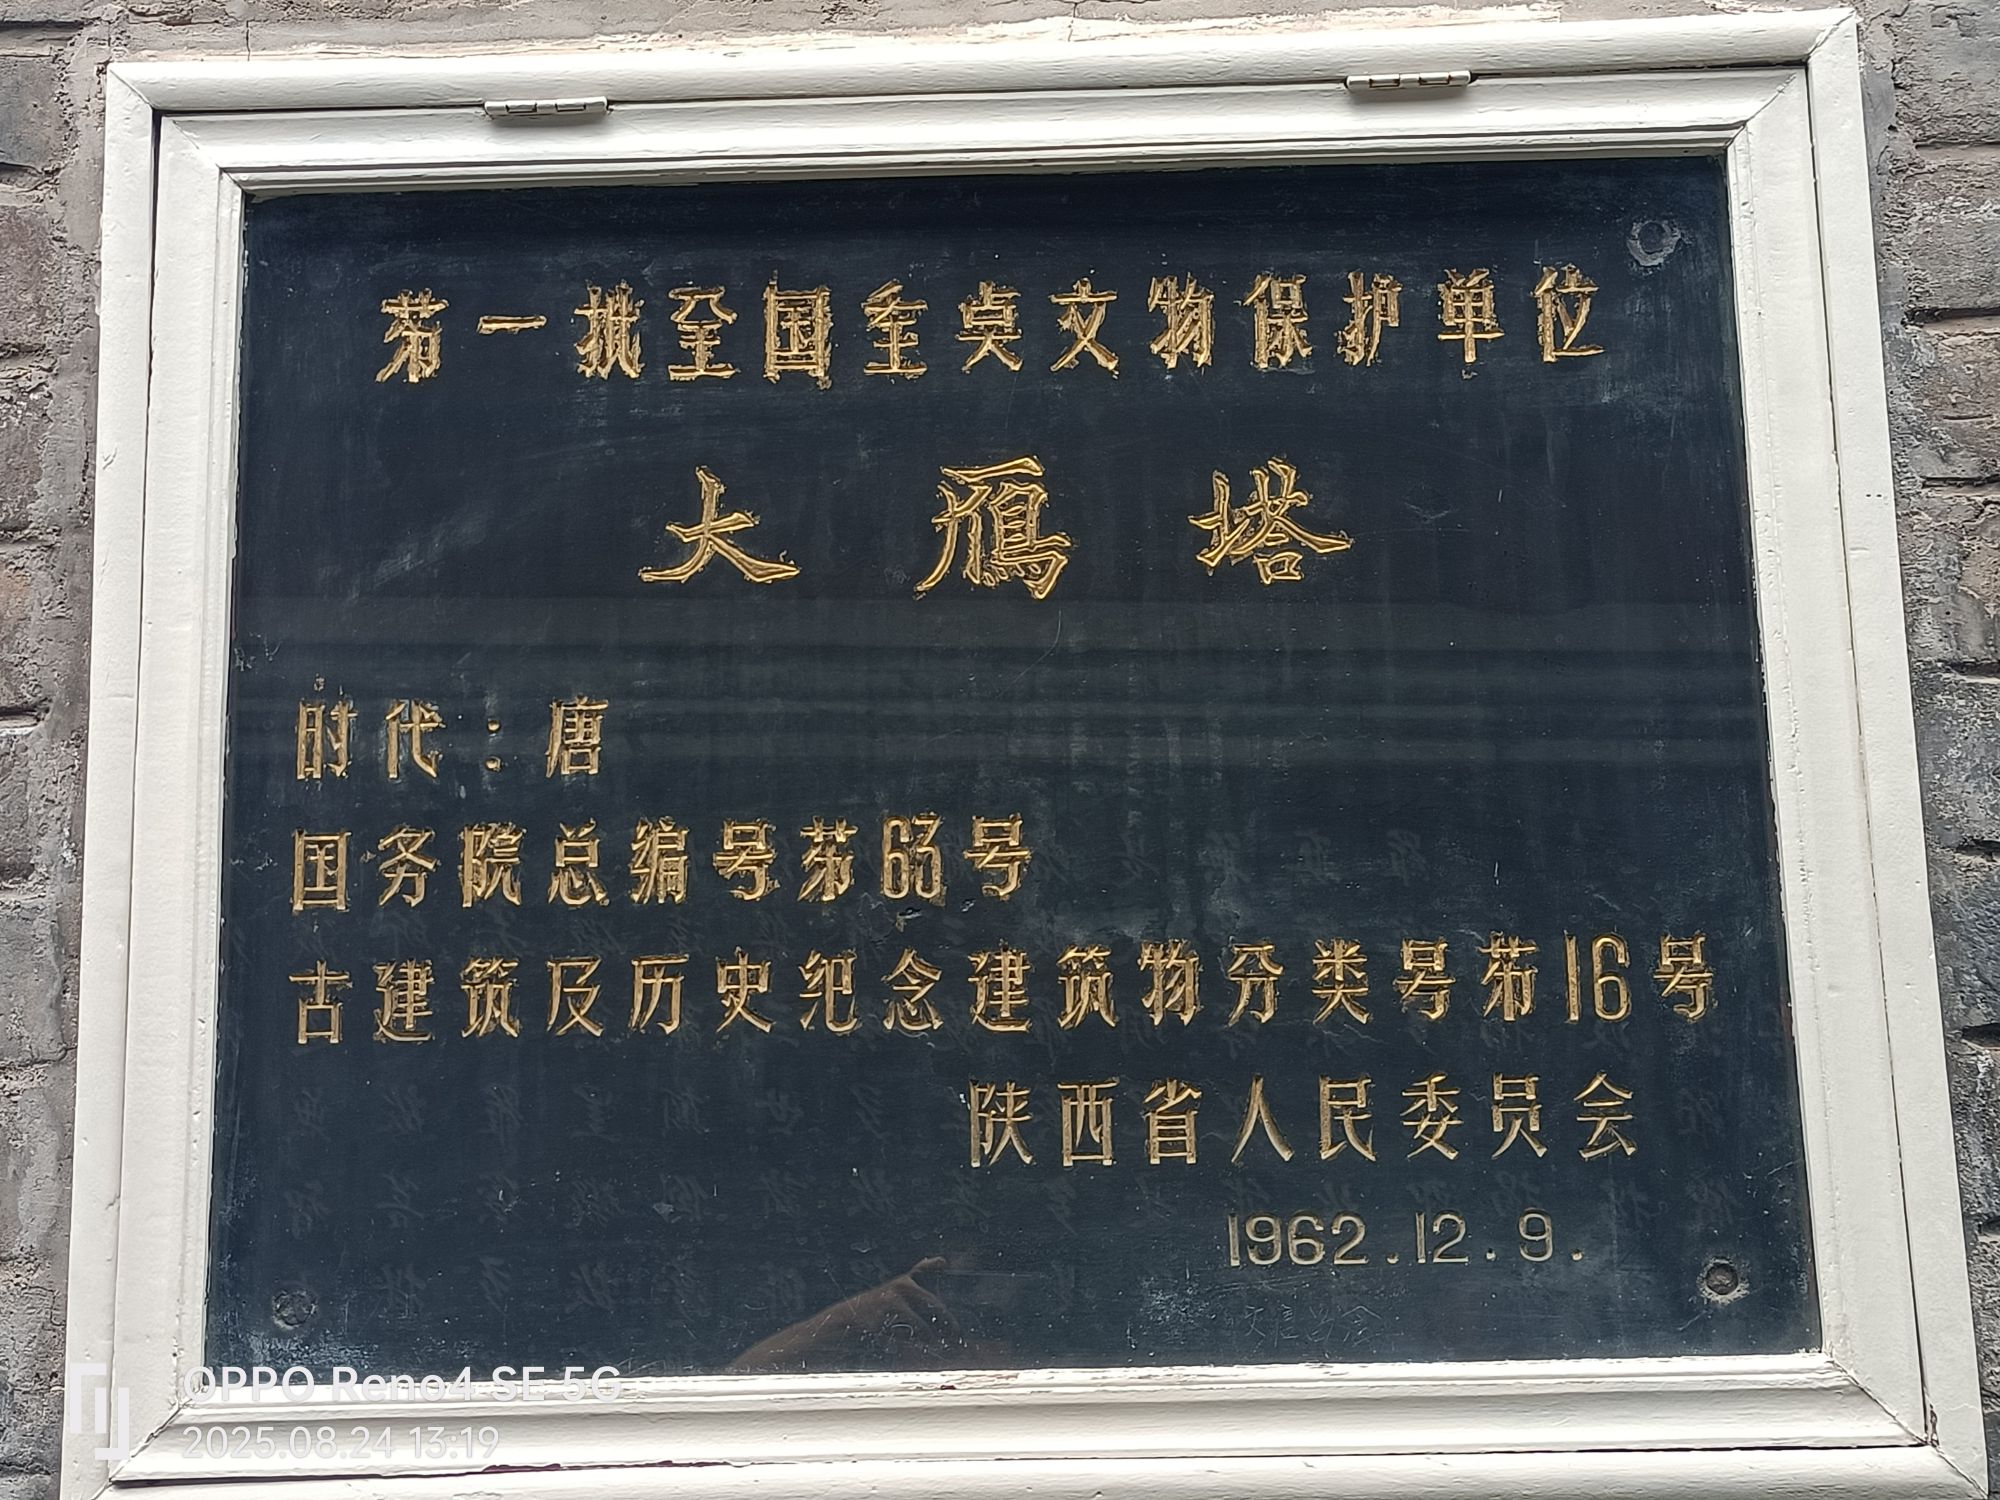 第一批全国重点文物保护单位
大鴈塔
时代:唐
国务院总编号第63号
古建筑及历史纪念建筑物分类号第16号
陕西省人民委员会
1962.12.9.
OPPO Reno4 SE 5G
2025.08.24 13:19